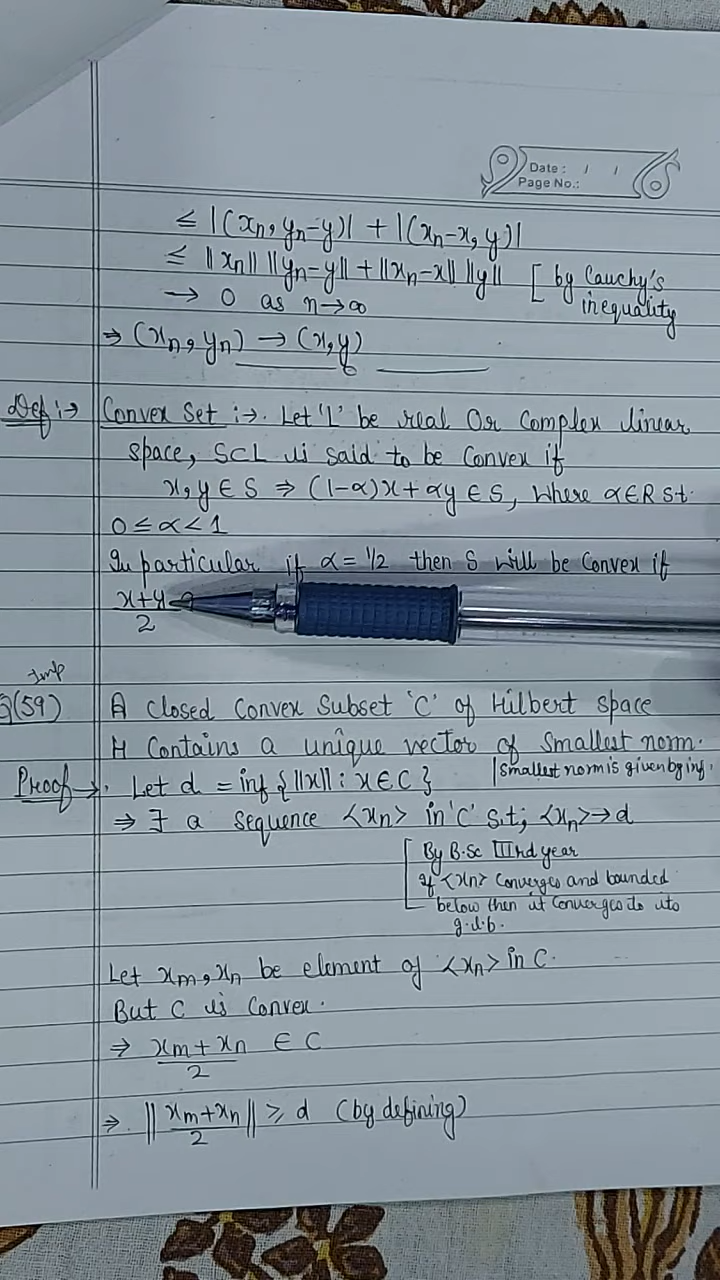 Date : / /
Page No.:
≤ |(xn, yn-y)| + |(xn-x, y)|
≤ ||xn|| ||yn-y|| + ||xn-x|| ||y|| [by Cauchy's inequality
→ 0 as n→∞
⇒ (xn, yn) → (x, y)
Def :→ Convex Set :→. Let 'L' be real Or Complex linear
space, S⊂L is said to be Convex if
x, y ∈ S ⇒ (1-α)x + αy ∈ S, Where α∈R s.t.
0 ≤ α < 1
In particular if α = 1/2 then S will be Convex if
x+y/2
Imp
(59) A Closed Convex Subset 'C' of Hilbert space
H Contains a unique vector of Smallest norm.
Proof →. Let d = inf {||x|| : x ∈ C} |Smallest norm is given by inf.
⇒ ∃ a sequence <xn> in 'C' s.t; <xn> → d
[By B.Sc IIInd year
if <xn> Converges and bounded
below then it Converges to its
g.l.b.
Let xm, xn be element of <xn> in C.
But C is Convex.
⇒ xm + xn/2 ∈ C
⇒. ||xm+xn/2|| ≥ d (by defining)